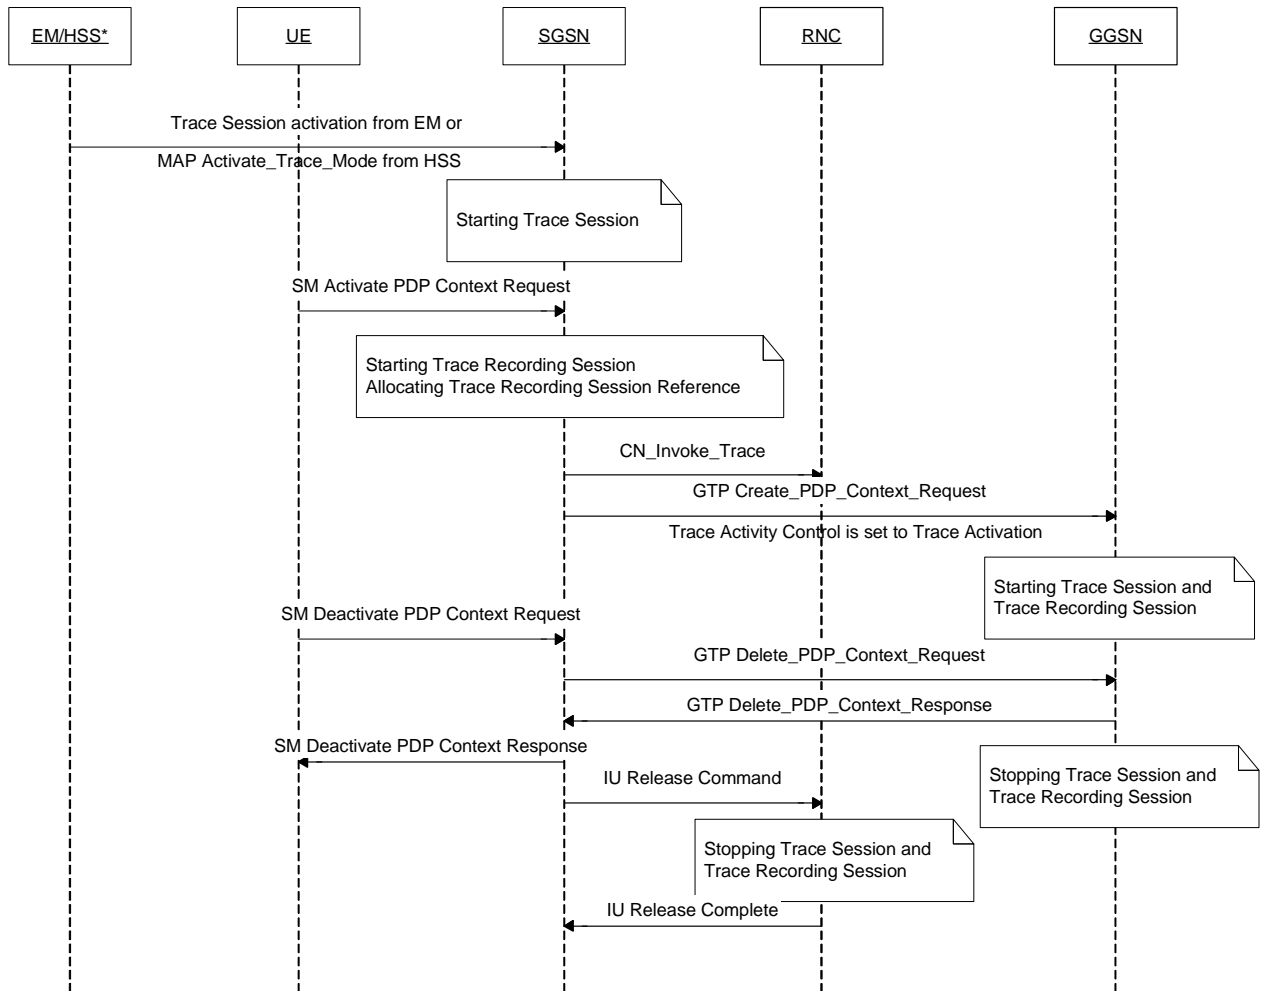 EM/HSS*
UE
SGSN
RNC
GGSN
Trace Session activation from EM or
MAP Activate_Trace_Mode from HSS
Starting Trace Session
SM Activate PDP Context Request
Starting Trace Recording Session
Allocating Trace Recording Session Reference
CN_Invoke_Trace
GTP Create_PDP_Context_Request
Trace Activity Control is set to Trace Activation
Starting Trace Session and
Trace Recording Session
SM Deactivate PDP Context Request
GTP Delete_PDP_Context_Request
GTP Delete_PDP_Context_Response
SM Deactivate PDP Context Response
Stopping Trace Session and
Trace Recording Session
IU Release Command
Stopping Trace Session and
Trace Recording Session
IU Release Complete